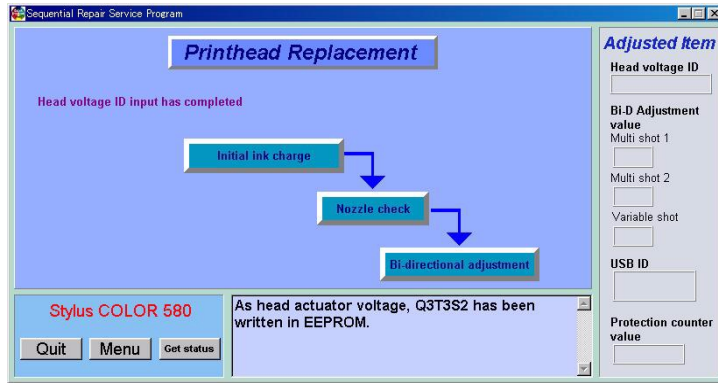 Sequential Repair Service Program
Printhead Replacement
Head voltage ID input has completed
Initial ink charge
Nozzle check
Bi-directional adjustment
Stylus COLOR 580
Quit
Menu
Get status
As head actuator voltage, Q3T3S2 has been
written in EEPROM.
Adjusted Item
Head voltage ID
Bi-D Adjustment
value
Multi shot 1
Multi shot 2
Variable shot
USB ID
Protection counter
value